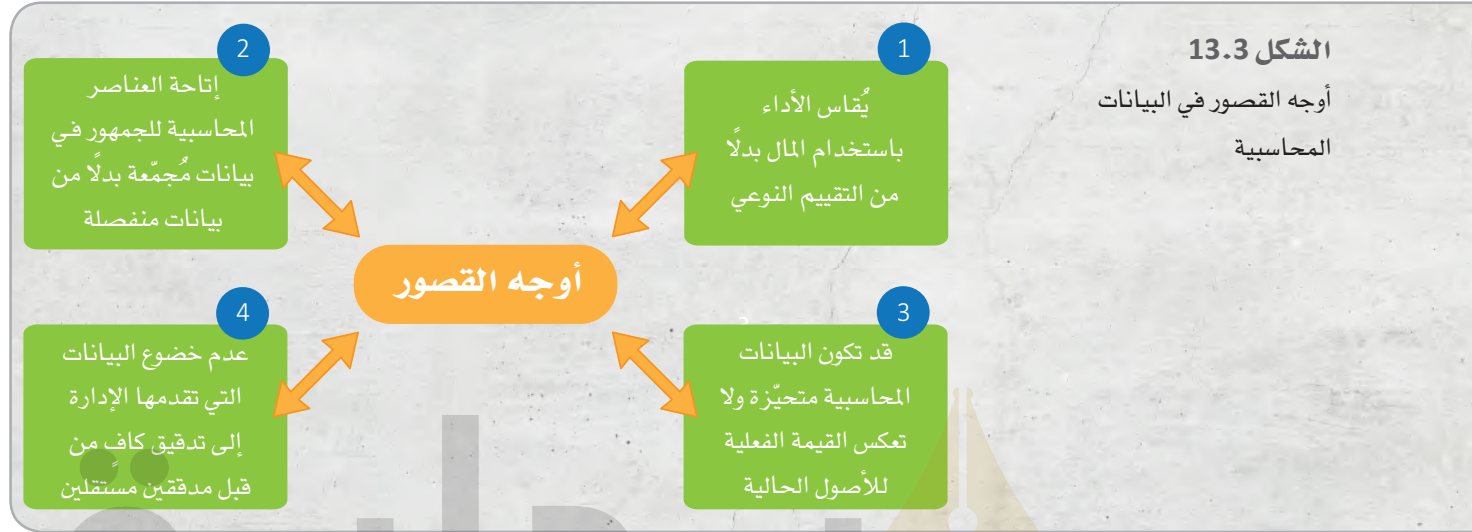 الشكل 13.3
أوجه القصور في البيانات
المحاسبية
1
يُقاس الأداء
باستخدام المال بدلًا
من التقييم النوعي
2
إتاحة العناصر
المحاسبية للجمهور في
بيانات مُجمّعة بدلًا من
بيانات منفصلة
أوجه القصور
3
قد تكون البيانات
المحاسبية متحيّزة ولا
تعكس القيمة الفعلية
للأصول الحالية
4
عدم خضوع البيانات
التي تقدمها الإدارة
إلى تدقيق كافٍ من
قبل مدققين مستقلين